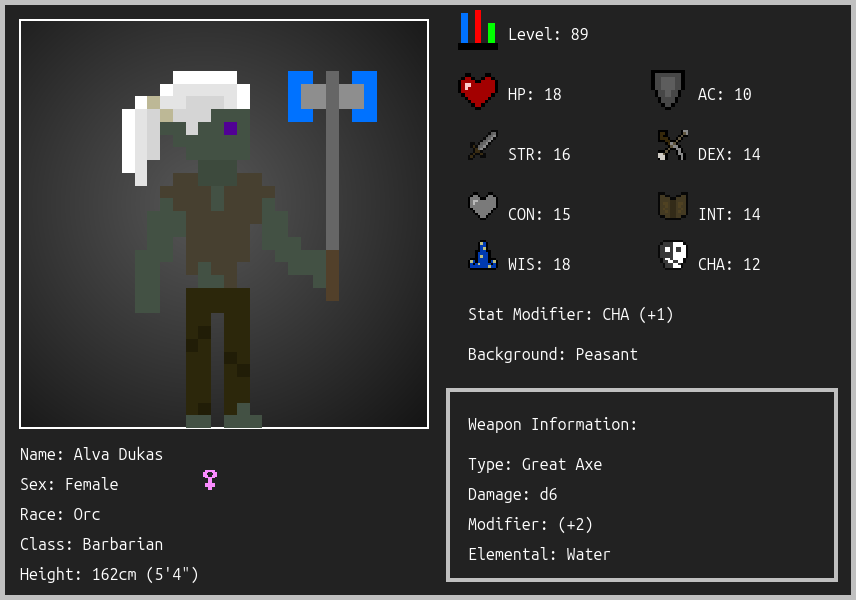 Level: 89
HP: 18
AC: 10
STR: 16
DEX: 14
CON: 15
INT: 14
WIS: 18
CHA: 12
Stat Modifier: CHA (+1)
Background: Peasant
Weapon Information:
Type: Great Axe
Damage: d6
Modifier: (+2)
Elemental: Water
Name: Alva Dukas
Sex: Female
Race: Orc
Class: Barbarian
Height: 162cm (5'4")